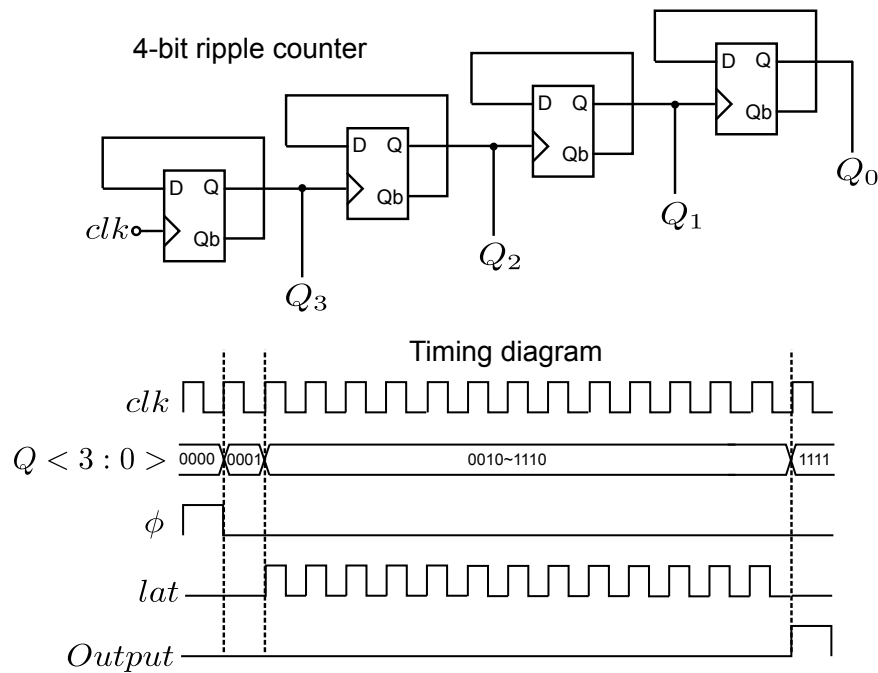 4-bit ripple counter
D Q
Qb
Q0
D Q
Qb
Q1
D Q
Qb
Q2
D Q
clk
Qb
Q3
Timing diagram
clk
Q < 3 : 0 > 0000 0001 0010~1110 1111
ϕ
lat
Output